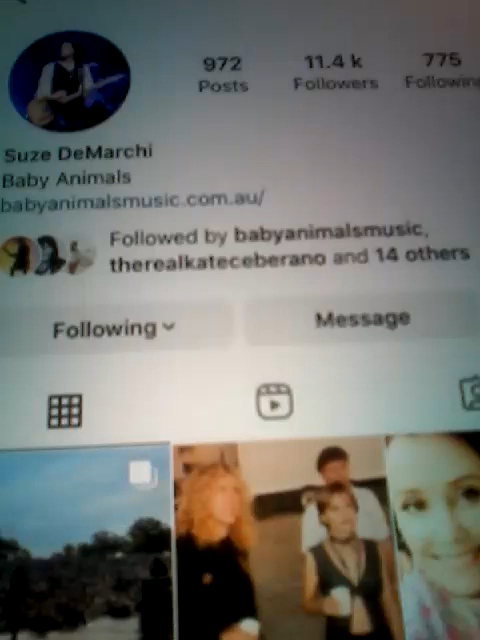 972 11.4 k 775
Posts Followers Followin
Suze DeMarchi
Baby Animals
babyanimalsmusic.com.au/
Followed by babyanimalsmusic,
therealkateceberano and 14 others
Following Message